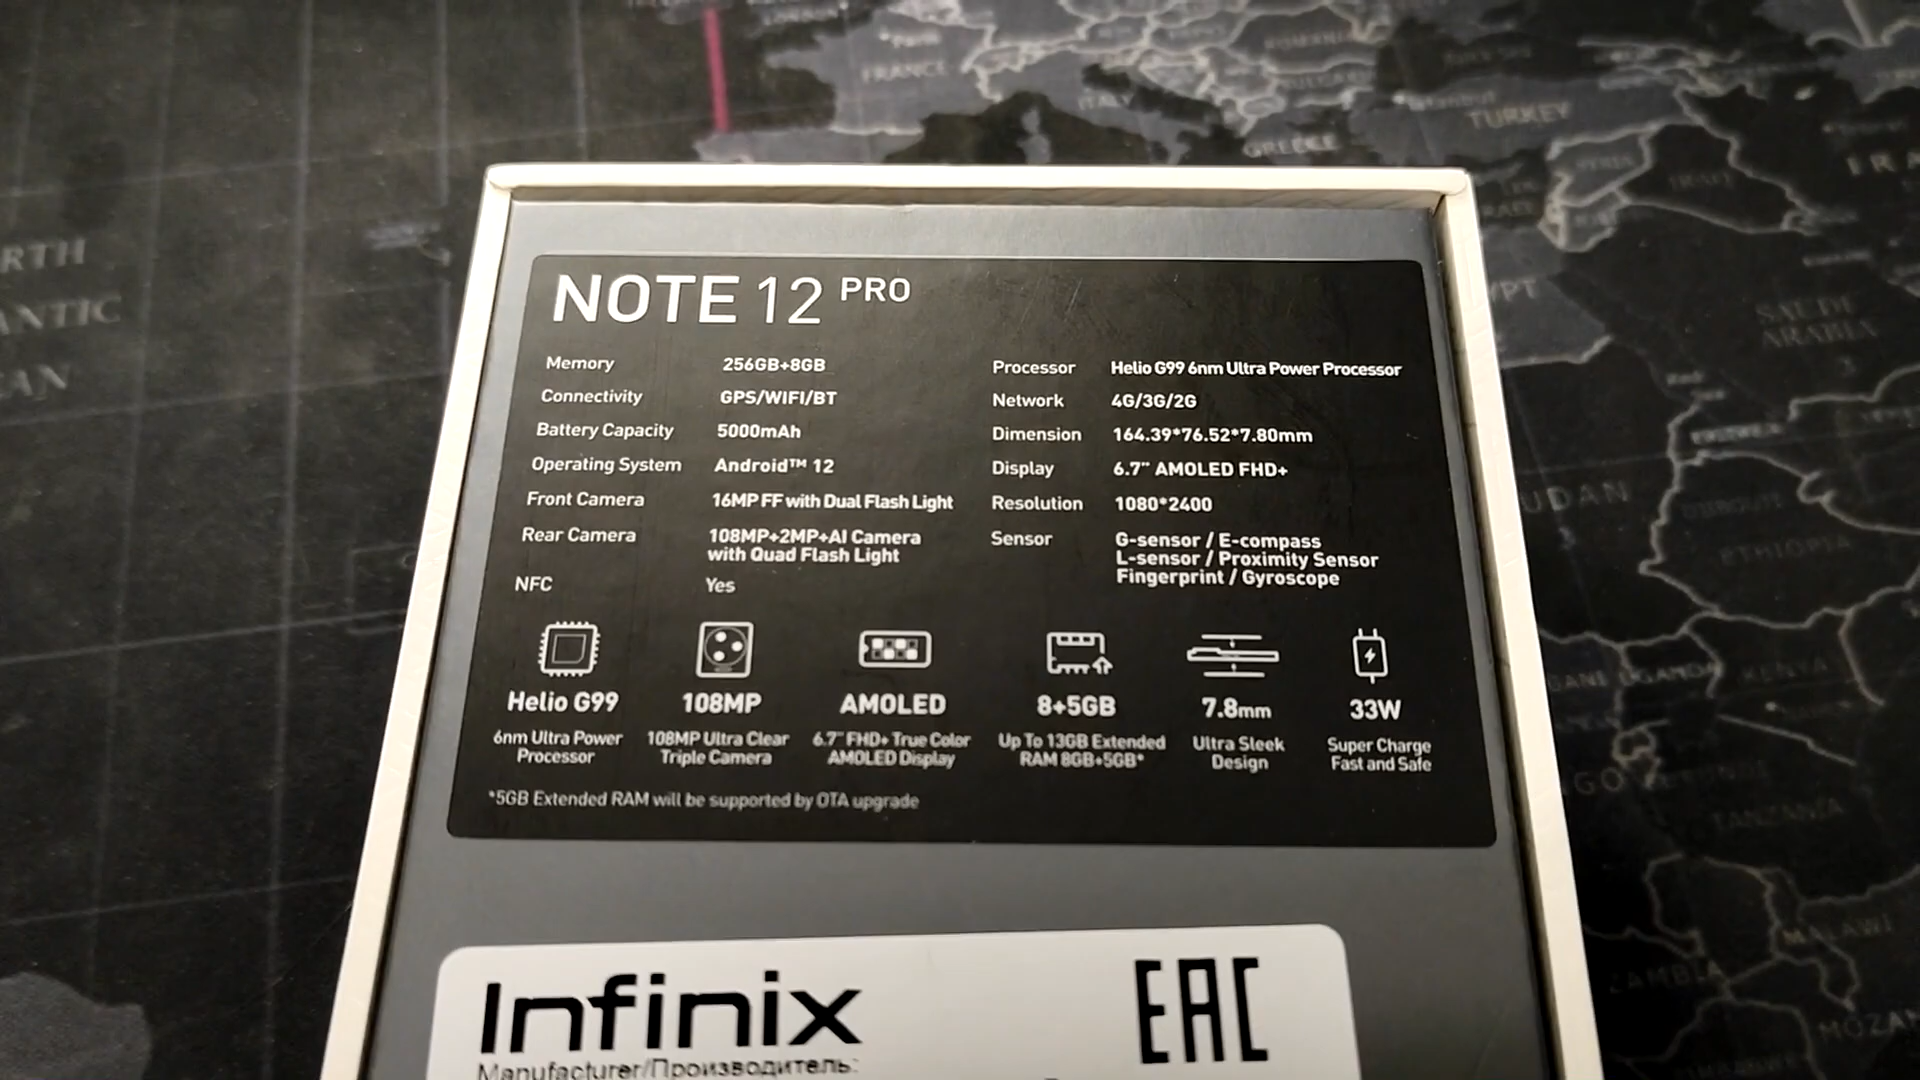 NOTE 12 PRO
Memory 256GB+8GB
Connectivity GPS/WIFI/BT
Battery Capacity 5000mAh
Operating System Android™ 12
Front Camera 16MP FF with Dual Flash Light
Rear Camera 108MP+2MP+AI Camera
with Quad Flash Light
NFC Yes
Processor Helio G99 6nm Ultra Power Processor
Network 4G/3G/2G
Dimension 164.39*76.52*7.80mm
Display 6.7" AMOLED FHD+
Resolution 1080*2400
Sensor G-sensor / E-compass
L-sensor / Proximity Sensor
Fingerprint / Gyroscope
Helio G99
6nm Ultra Power
Processor
108MP
108MP Ultra Clear
Triple Camera
AMOLED
6.7" FHD+ True Color
AMOLED Display
8+5GB
Up To 13GB Extended
RAM 8GB+5GB*
7.8mm
Ultra Sleek
Design
33W
Super Charge
Fast and Safe
*5GB Extended RAM will be supported by OTA upgrade
Infinix
EAC
Manufacturer/Производитель:
FRANCE
ITALY
GREECE
TURKEY
SYRIA
SAUDI
ARABIA
ETHIOPIA
KENYA
UGANDA
TANZANIA
MALAWI